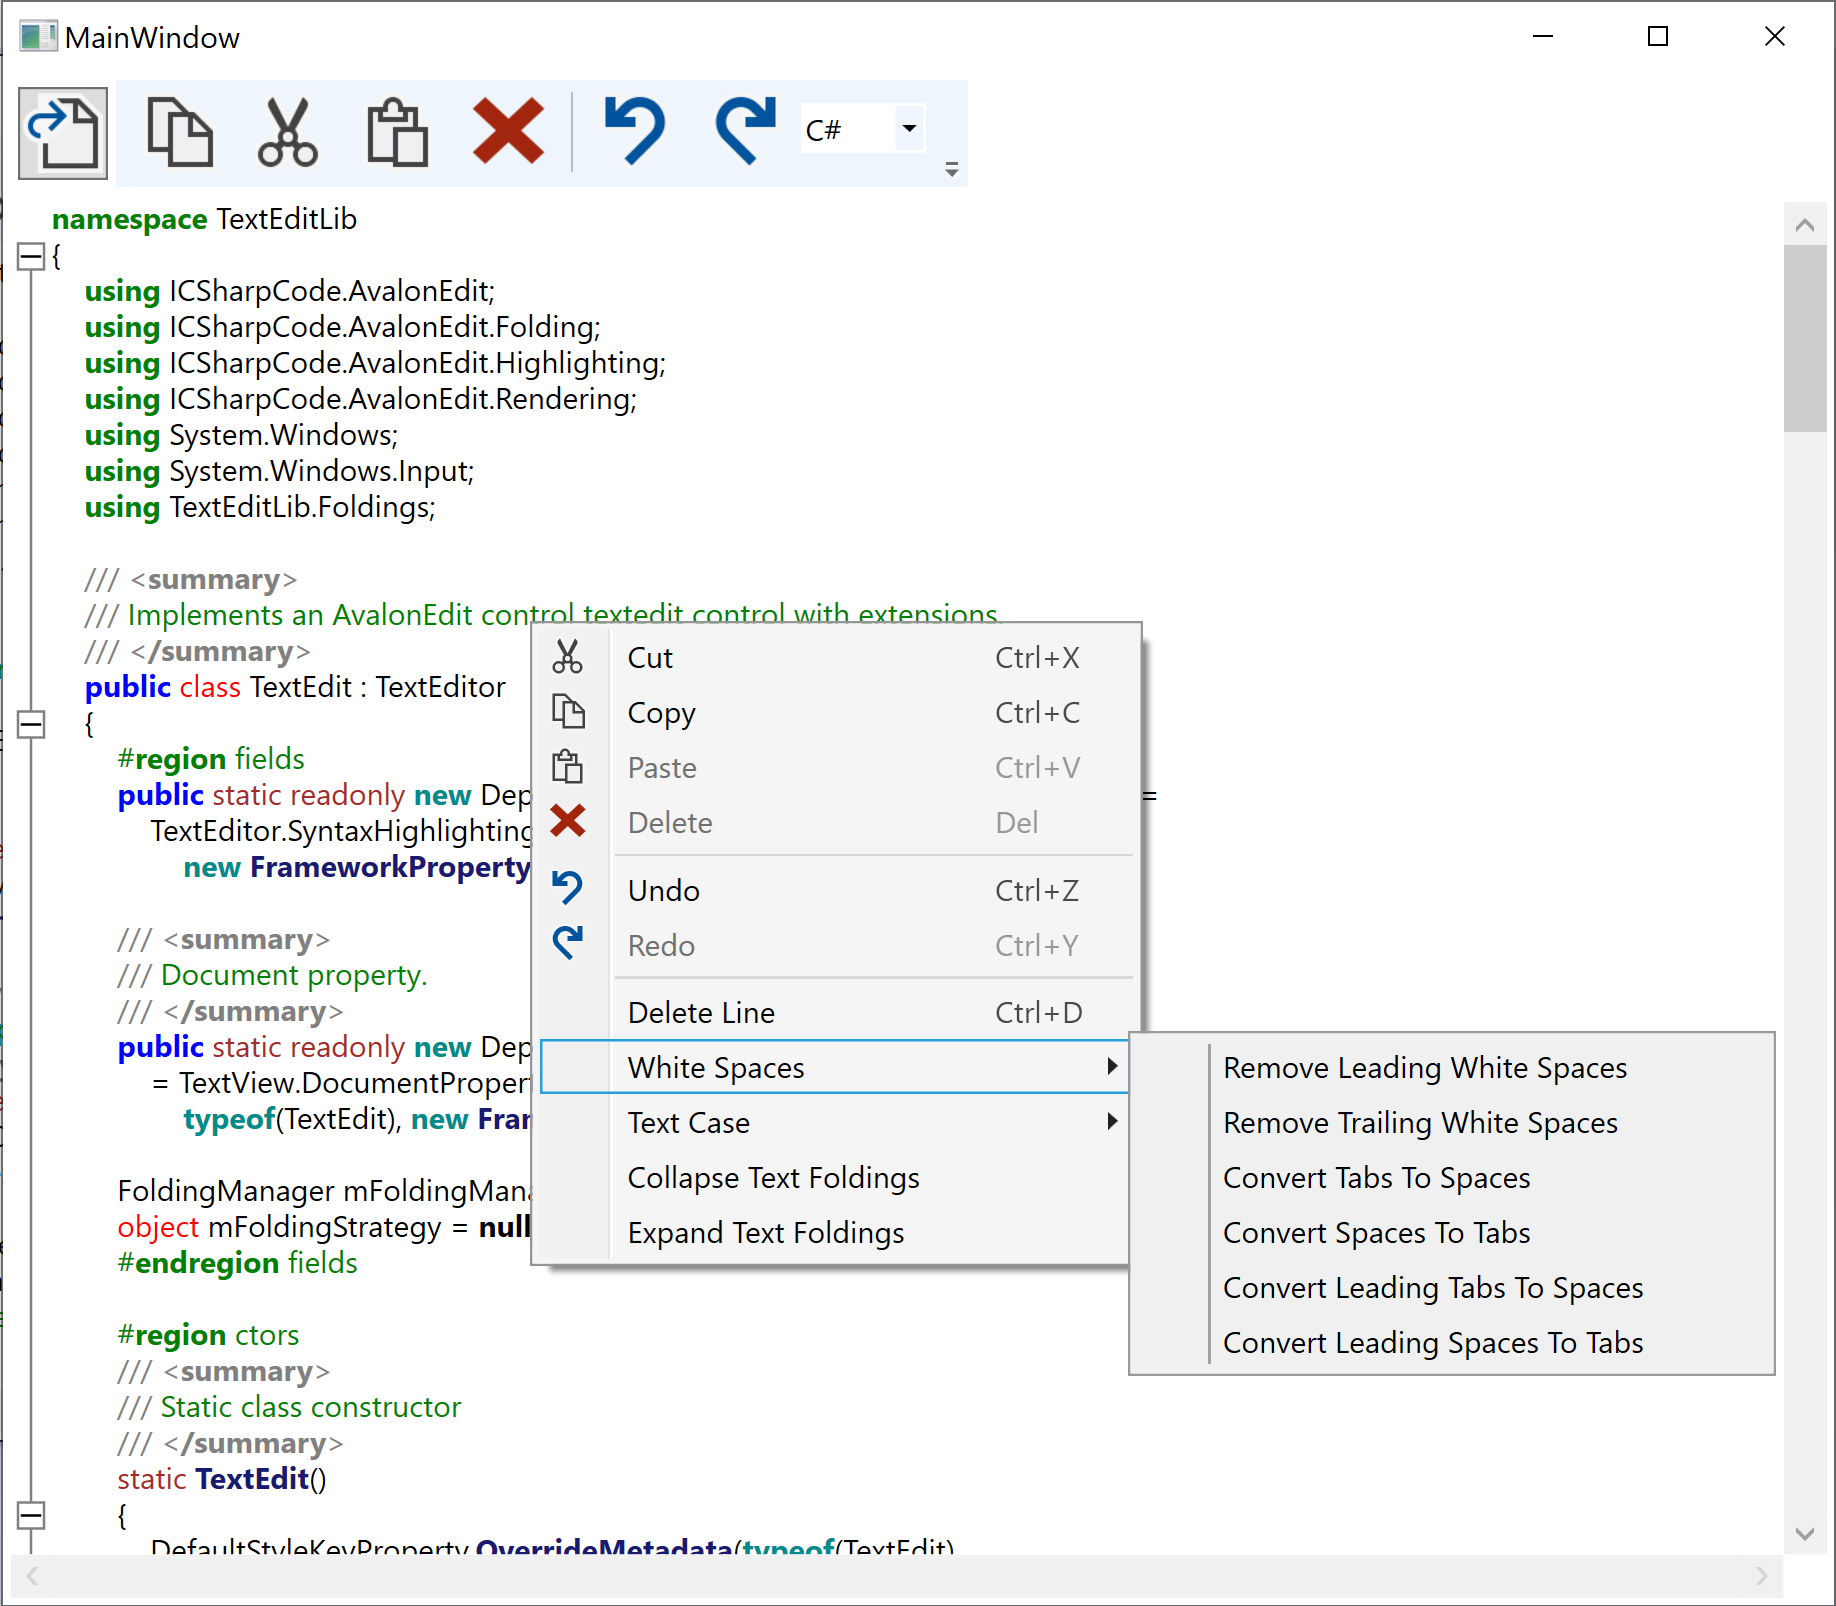 MainWindow
C#
namespace TextEditLib
{
using ICSharpCode.AvalonEdit;
using ICSharpCode.AvalonEdit.Folding;
using ICSharpCode.AvalonEdit.Highlighting;
using ICSharpCode.AvalonEdit.Rendering;
using System.Windows;
using System.Windows.Input;
using TextEditLib.Foldings;
/// <summary>
/// Implements an AvalonEdit control textedit control with extensions.
/// </summary>
public class TextEdit : TextEditor
{
#region fields
public static readonly new Dep
=
TextEditor.SyntaxHighlighting
new FrameworkProperty
/// <summary>
/// Document property.
/// </summary>
public static readonly new Dep
= TextView.DocumentPropert
typeof(TextEdit), new Fran
FoldingManager mFoldingMana
object mFoldingStrategy = null
#endregion fields
#region ctors
/// <summary>
/// Static class constructor
/// </summary>
static TextEdit()
{
DefaultStyleKeyProperty.OverrideMetadata(typeof(TextEdit),
Cut Ctrl+X
Copy Ctrl+C
Paste Ctrl+V
Delete Del
Undo Ctrl+Z
Redo Ctrl+Y
Delete Line Ctrl+D
White Spaces
Text Case
Collapse Text Foldings
Expand Text Foldings
Remove Leading White Spaces
Remove Trailing White Spaces
Convert Tabs To Spaces
Convert Spaces To Tabs
Convert Leading Tabs To Spaces
Convert Leading Spaces To Tabs